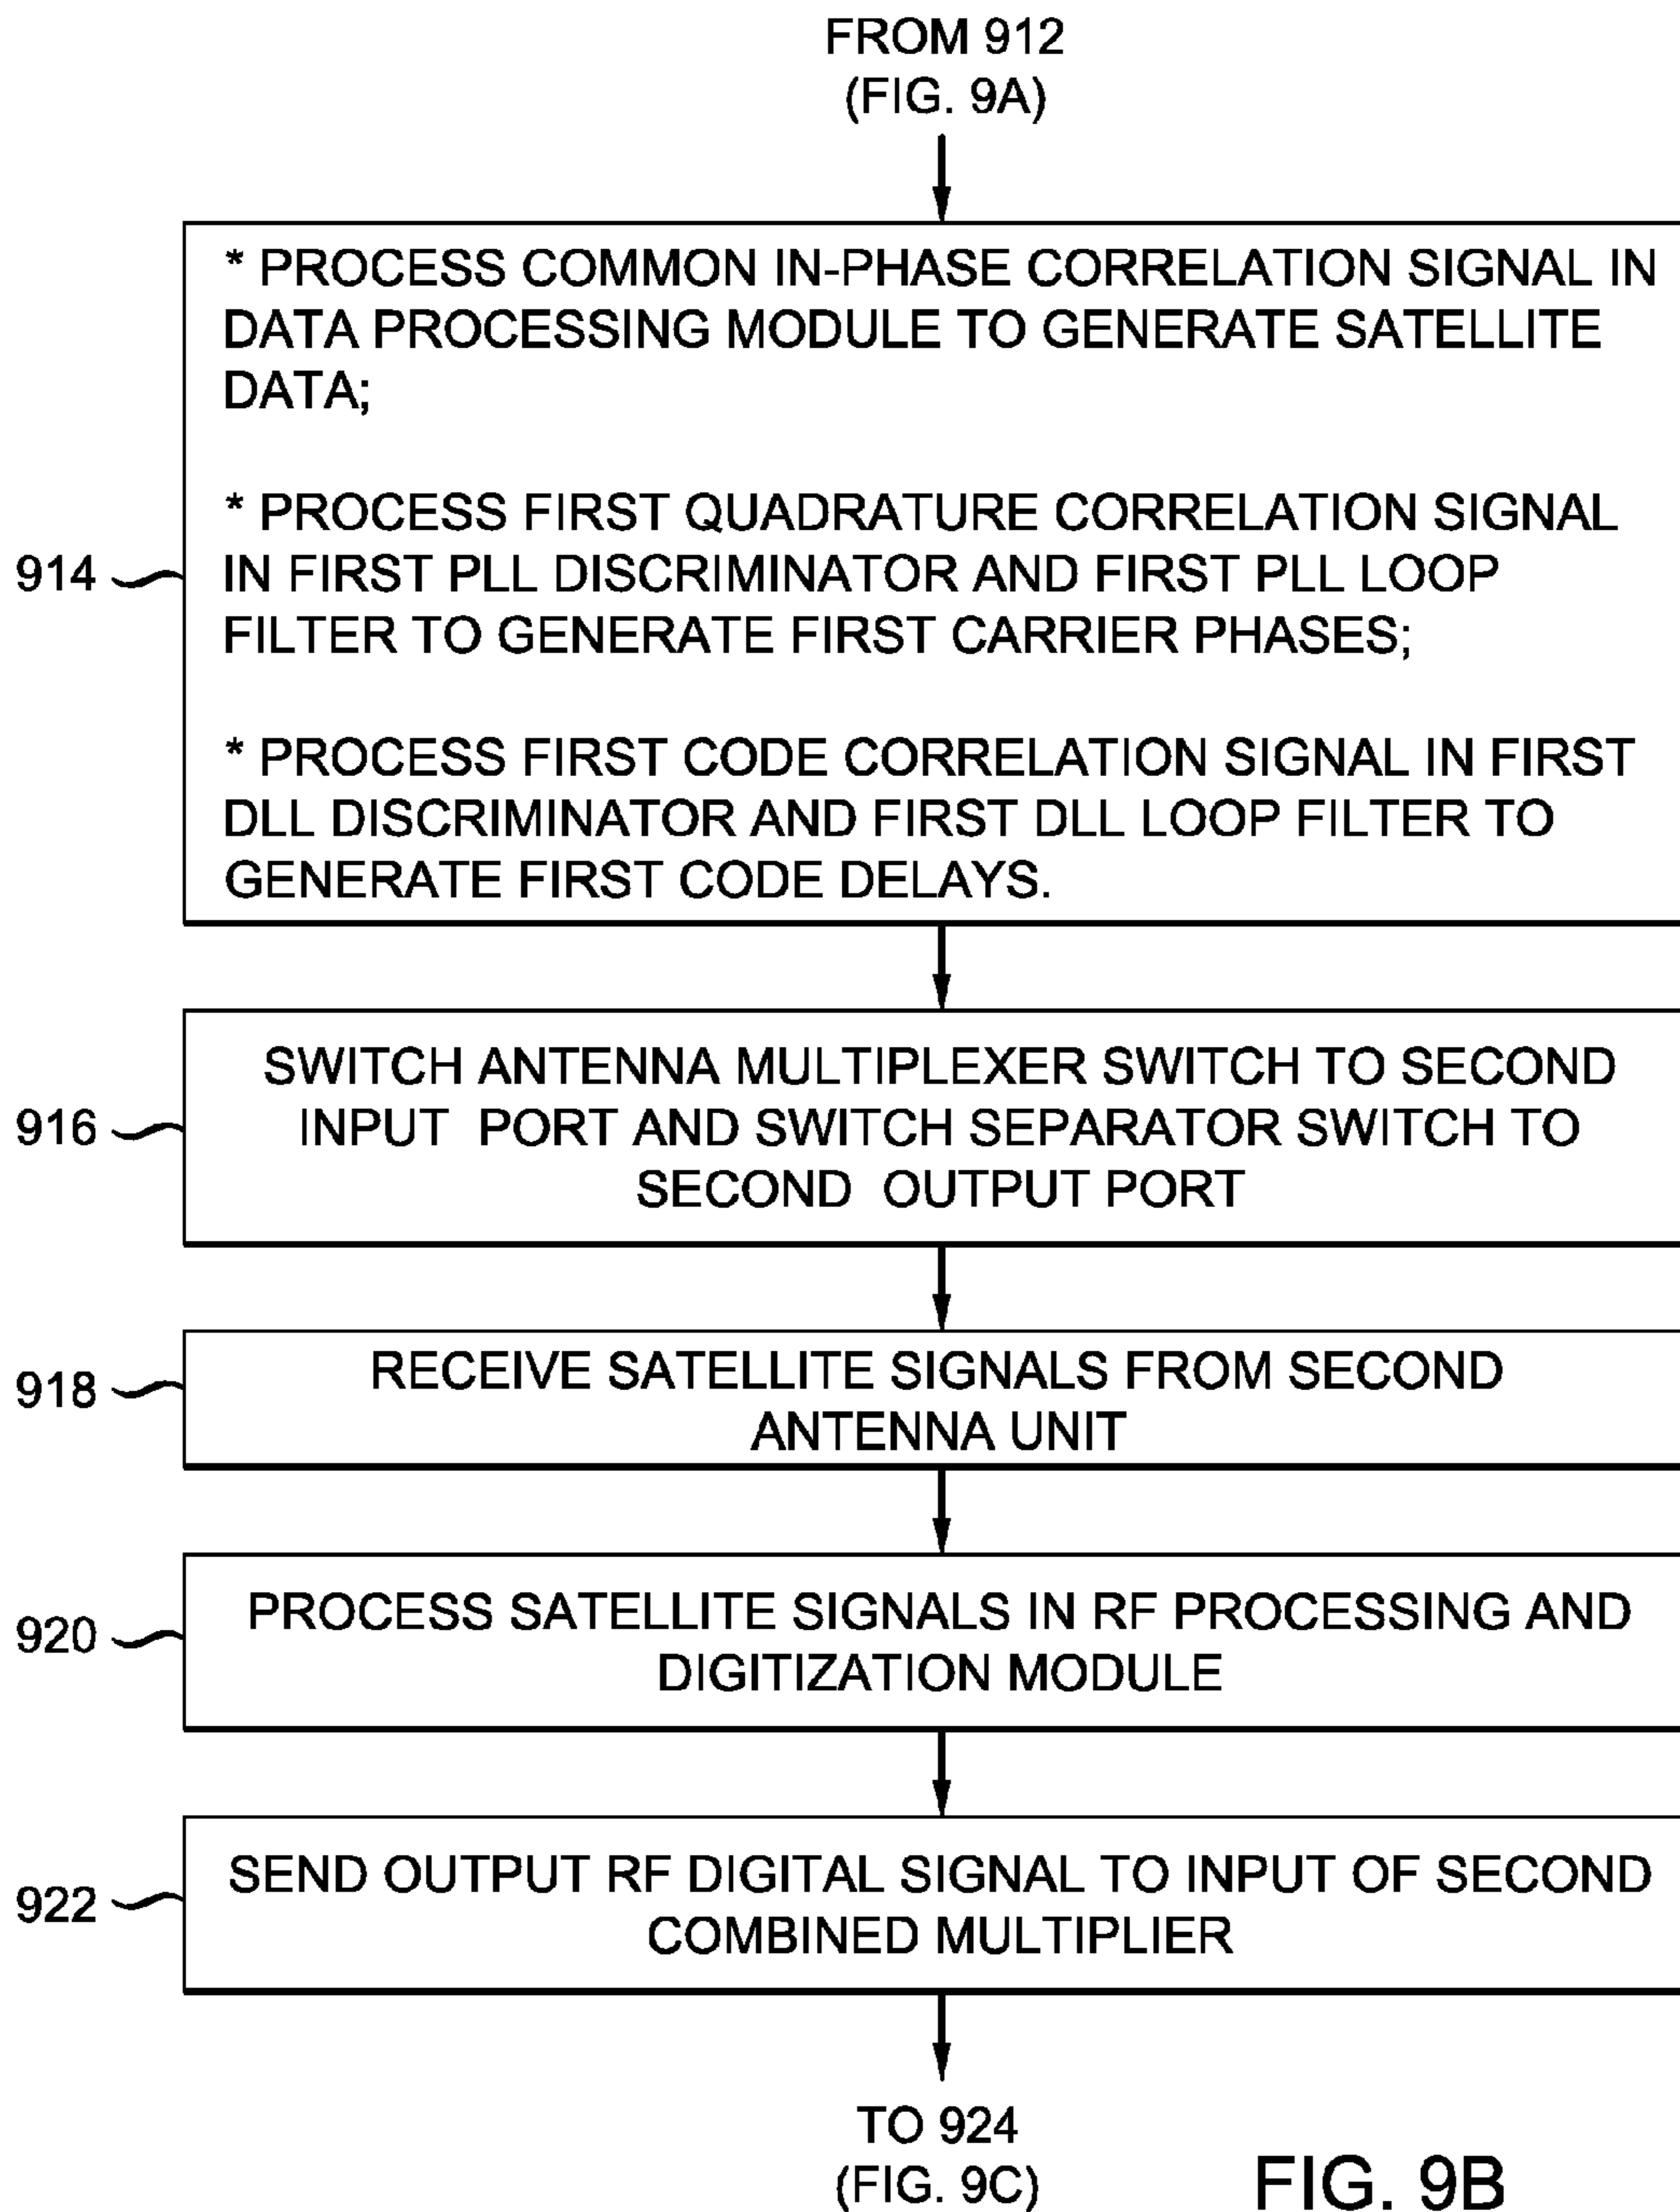 FROM 912
(FIG. 9A)
* PROCESS COMMON IN-PHASE CORRELATION SIGNAL IN
DATA PROCESSING MODULE TO GENERATE SATELLITE
DATA;
* PROCESS FIRST QUADRATURE CORRELATION SIGNAL
IN FIRST PLL DISCRIMINATOR AND FIRST PLL LOOP
FILTER TO GENERATE FIRST CARRIER PHASES;
* PROCESS FIRST CODE CORRELATION SIGNAL IN FIRST
DLL DISCRIMINATOR AND FIRST DLL LOOP FILTER TO
GENERATE FIRST CODE DELAYS.
914
SWITCH ANTENNA MULTIPLEXER SWITCH TO SECOND
INPUT PORT AND SWITCH SEPARATOR SWITCH TO
SECOND OUTPUT PORT
916
RECEIVE SATELLITE SIGNALS FROM SECOND
ANTENNA UNIT
918
PROCESS SATELLITE SIGNALS IN RF PROCESSING AND
DIGITIZATION MODULE
920
SEND OUTPUT RF DIGITAL SIGNAL TO INPUT OF SECOND
COMBINED MULTIPLIER
922
TO 924
(FIG. 9C)
FIG. 9B